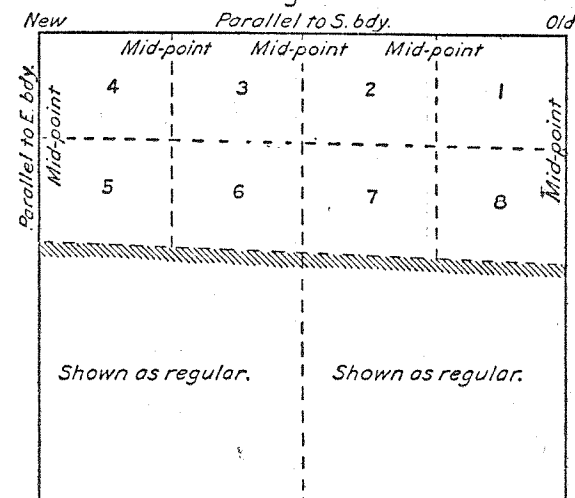 New Parallel to S. bdy. Old
Mid-point Mid-point Mid-point
4 3 2 1
Parallel to E. bdy.
Mid-point
Mid-point
5 6 7 8
Shown as regular. Shown as regular.